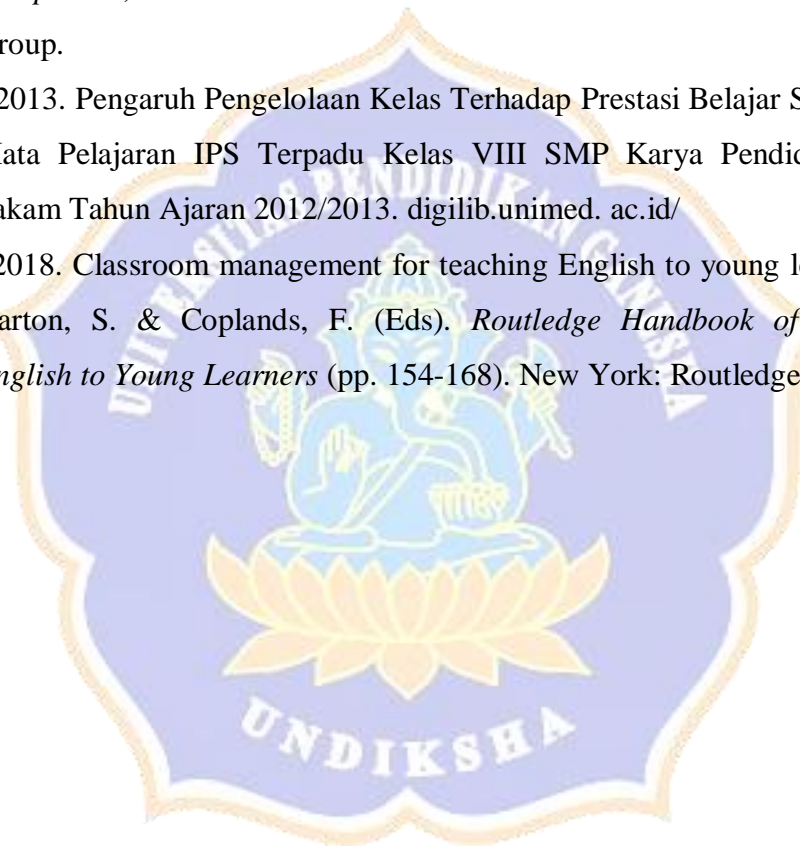 roup.
2013. Pengaruh Pengelolaan Kelas Terhadap Prestasi Belajar S
Mata Pelajaran IPS Terpadu Kelas VIII SMP Karya Pendid
akam Tahun Ajaran 2012/2013. digilib.unimed. ac.id/
2018. Classroom management for teaching English to young le
arton, S. & Coplands, F. (Eds). Routledge Handbook of
nglish to Young Learners (pp. 154-168). New York: Routledge
UNIVERSITAS PENDIDIKAN GANESHA
UNDIKSHA